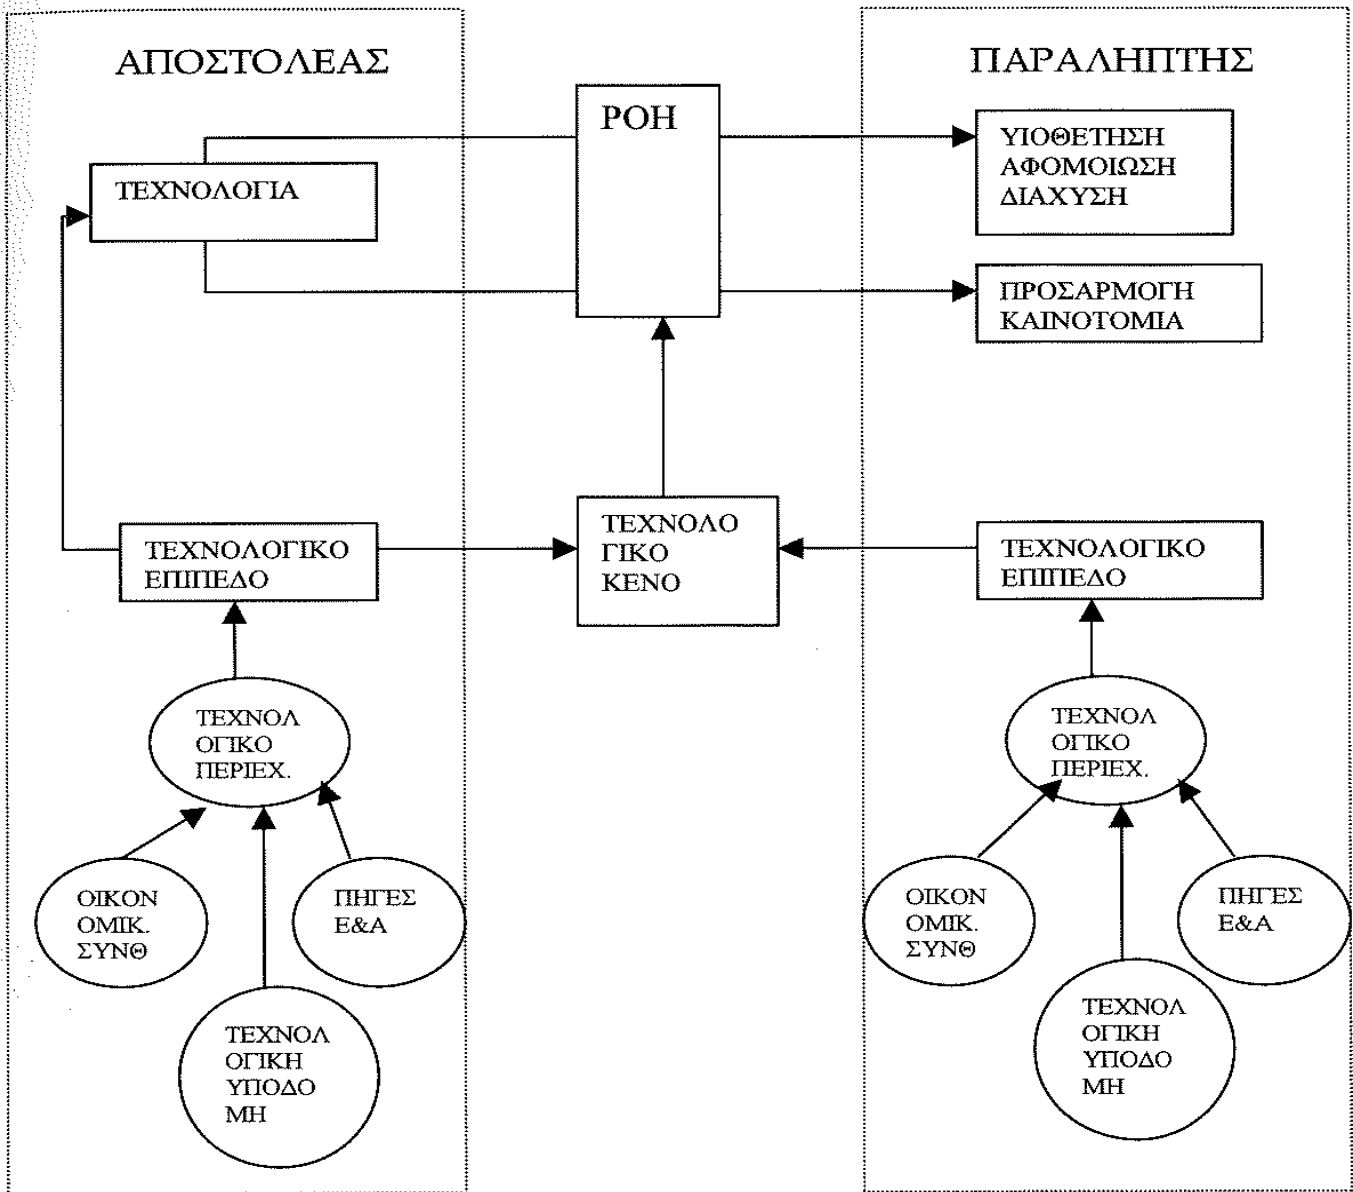 ΑΠΟΣΤΟΛΕΑΣ
ΤΕΧΝΟΛΟΓΙΑ
ΤΕΧΝΟΛΟΓΙΚΟ
ΕΠΙΠΕΔΟ
ΤΕΧΝΟΛ
ΟΓΙΚΟ
ΠΕΡΙΕΧ.
ΟΙΚΟΝ
ΟΜΙΚ.
ΣΥΝΘ
ΠΗΓΕΣ
Ε&Α
ΤΕΧΝΟΛ
ΟΓΙΚΗ
ΥΠΟΔΟ
ΜΗ
ΡΟΗ
ΤΕΧΝΟΛΟ
ΓΙΚΟ
ΚΕΝΟ
ΠΑΡΑΛΗΠΤΗΣ
ΥΙΟΘΕΤΗΣΗ
ΑΦΟΜΟΙΩΣΗ
ΔΙΑΧΥΣΗ
ΠΡΟΣΑΡΜΟΓΗ
ΚΑΙΝΟΤΟΜΙΑ
ΤΕΧΝΟΛΟΓΙΚΟ
ΕΠΙΠΕΔΟ
ΤΕΧΝΟΛ
ΟΓΙΚΟ
ΠΕΡΙΕΧ.
ΟΙΚΟΝ
ΟΜΙΚ.
ΣΥΝΘ
ΠΗΓΕΣ
Ε&Α
ΤΕΧΝΟΛ
ΟΓΙΚΗ
ΥΠΟΔΟ
ΜΗ